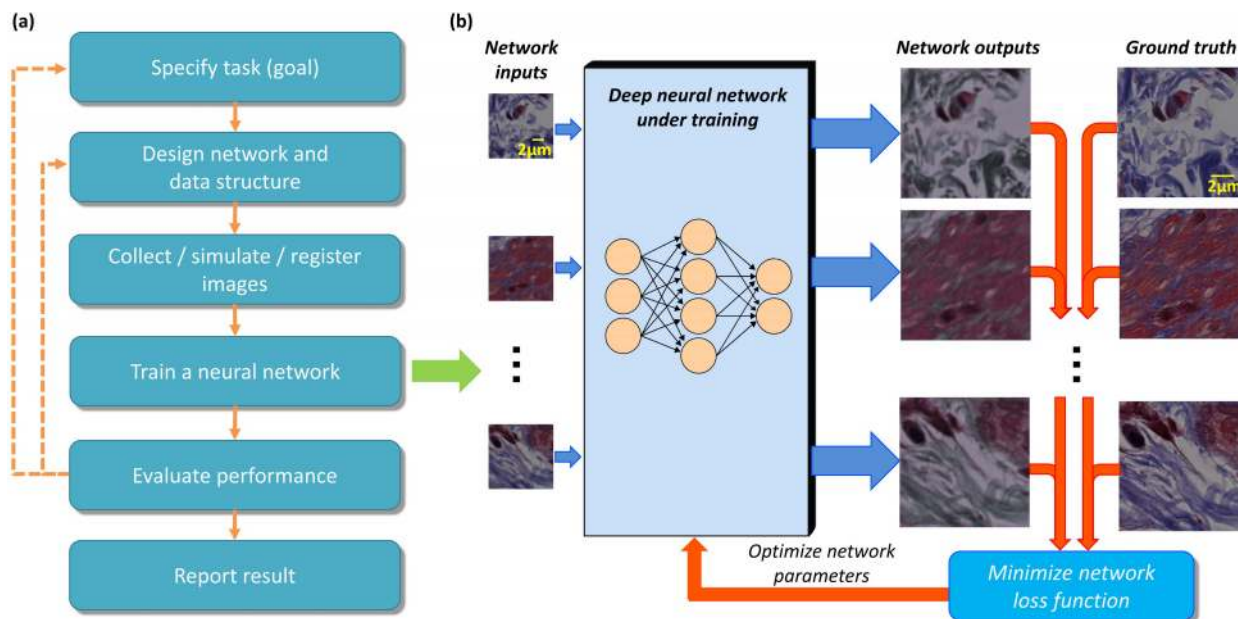 (a)
Specify task (goal)
Design network and
data structure
Collect / simulate / register
images
Train a neural network
Evaluate performance
Report result
(b)
Network
inputs
2μm
Deep neural network
under training
Network outputs
Ground truth
2μm
Optimize network
parameters
Minimize network
loss function